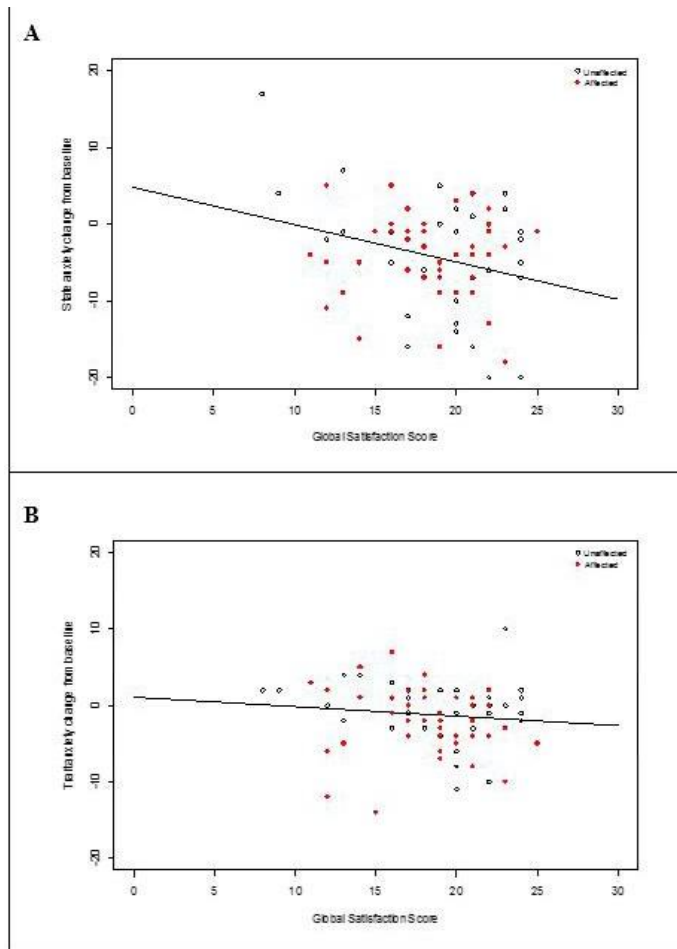 A
20
10
0
-10
-20
State anxiety change from baseline
Unaffected
Affected
0 5 10 15 20 25 30
Global Satisfaction Score
B
20
10
0
-10
-20
Trait anxiety change from baseline
Unaffected
Affected
0 5 10 15 20 25 30
Global Satisfaction Score